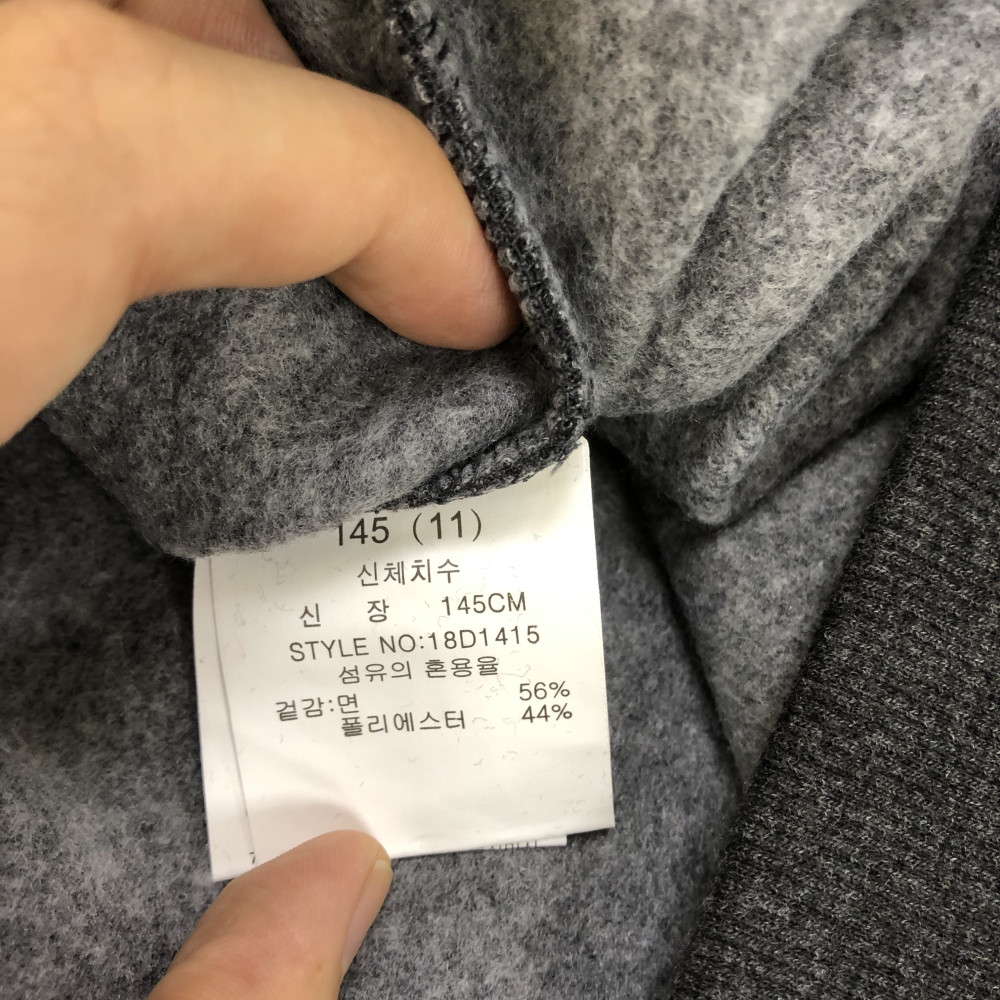 145 (11)
신체치수
신 장 145CM
STYLE NO:18D1415
섬유의 혼용율
겉감:면 56%
폴리에스터 44%